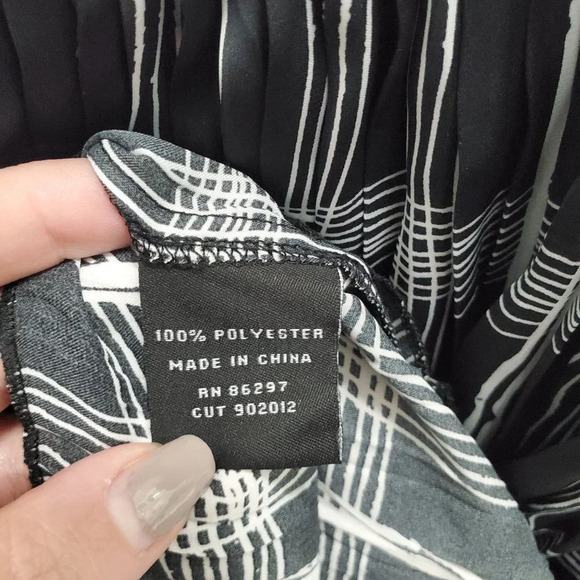 100% POLYESTER
MADE IN CHINA
RN 86297
CUT 902012